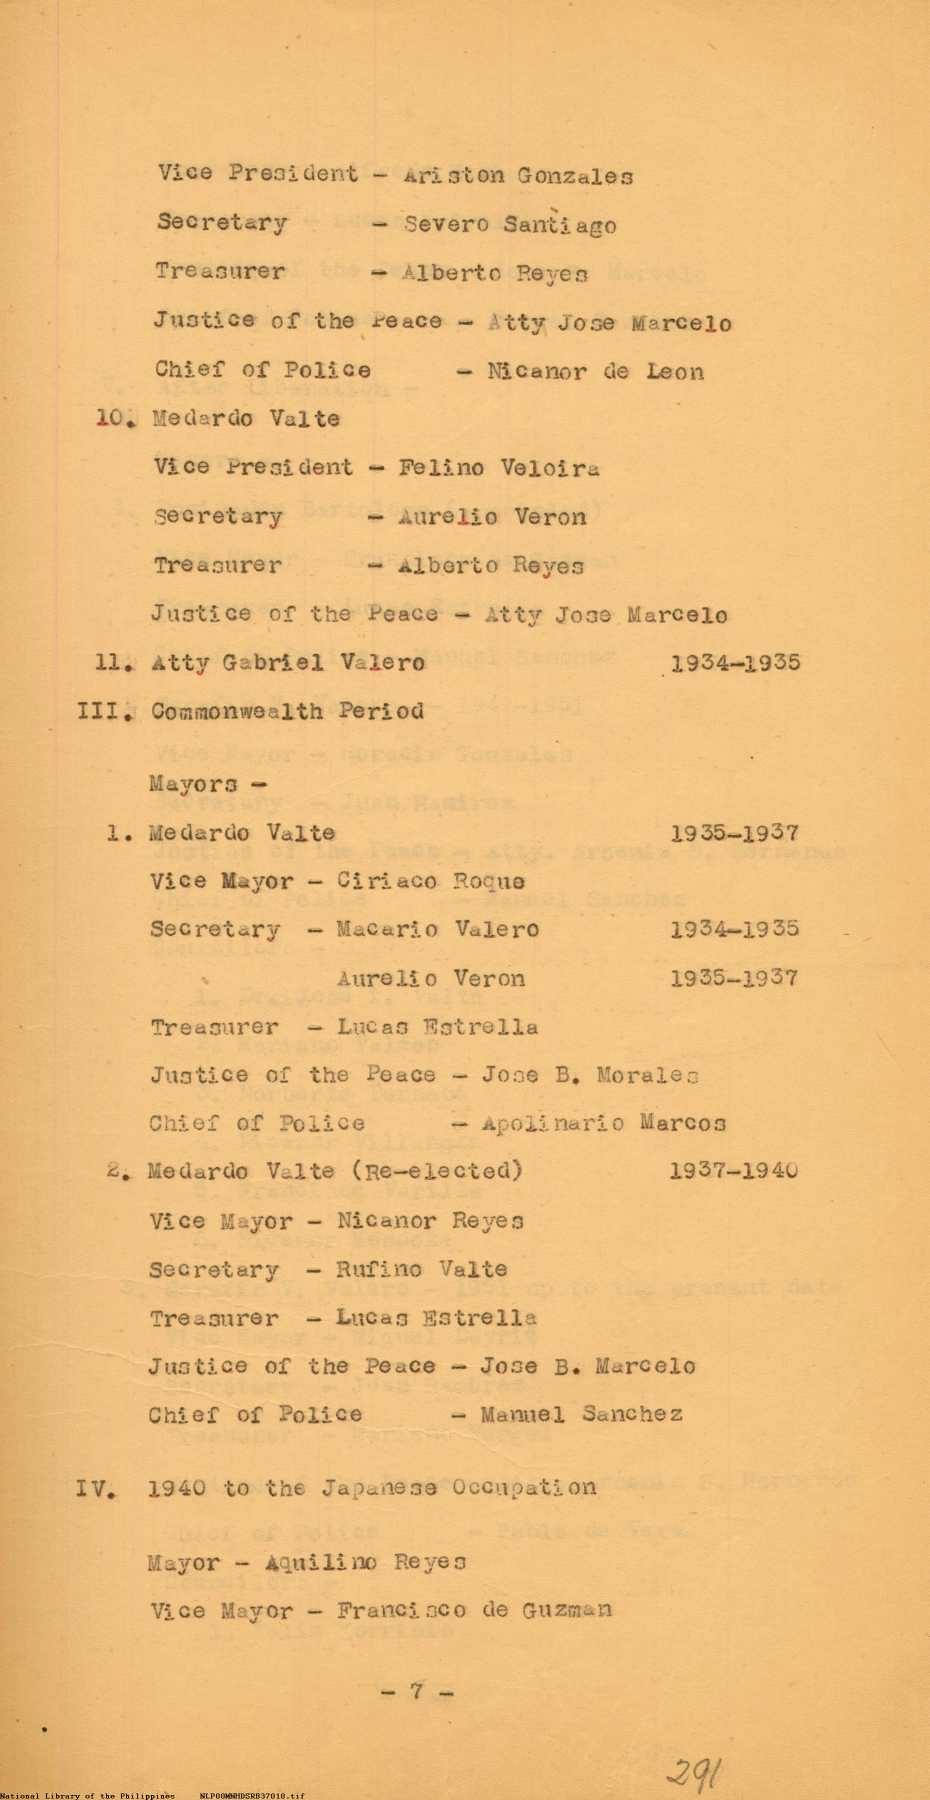 Vice President - Ariston Gonzales
Secretary - Severo Santiago
Treasurer - Alberto Reyes
Justice of the Peace - Atty Jose Marcelo
Chief of Police - Nicanor de Leon
10. Medardo Valte
Vice President - Felino Veloira
Secretary - Aurelio Veron
Treasurer - Alberto Reyes
Justice of the Peace - Atty Jose Marcelo
11. Atty Gabriel Valero 1934-1935
III. Commonwealth Period
Mayors -
1. Medardo Valte 1935-1937
Vice Mayor - Ciriaco Roque
Secretary - Macario Valero 1934-1935
Aurelio Veron 1935-1937
Treasurer - Lucas Estrella
Justice of the Peace - Jose B. Morales
Chief of Police - Apolinario Marcos
2. Medardo Valte (Re-elected) 1937-1940
Vice Mayor - Nicanor Reyes
Secretary - Rufino Valte
Treasurer - Lucas Estrella
Justice of the Peace - Jose B. Marcelo
Chief of Police - Manuel Sanchez
IV. 1940 to the Japanese Occupation
Mayor - Aquilino Reyes
Vice Mayor - Francisco de Guzman
- 7 -
291
National Library of the Philippines NLPOOMNRHDSRB37010.tif